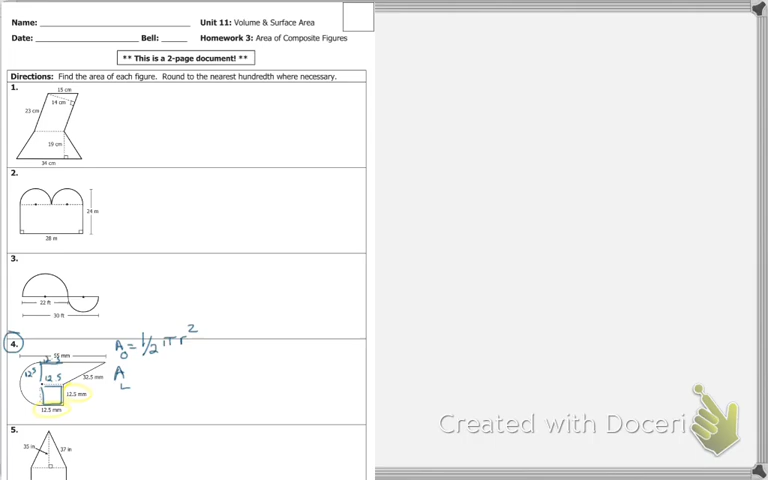 Name: Unit 11: Volume & Surface Area
Date: Bell: Homework 3: Area of Composite Figures
** This is a 2-page document! **
Directions: Find the area of each figure. Round to the nearest hundredth where necessary.
1.
15 cm
14 cm
23 cm
19 cm
34 cm
2.
24 m
28 m
3.
22 ft
30 ft
4.
A = 1/2 π r²
mm
12.5
12.5
32.5 mm
A
12.5 mm
12.5 mm
5.
35 in
37 in
Created with Doceri